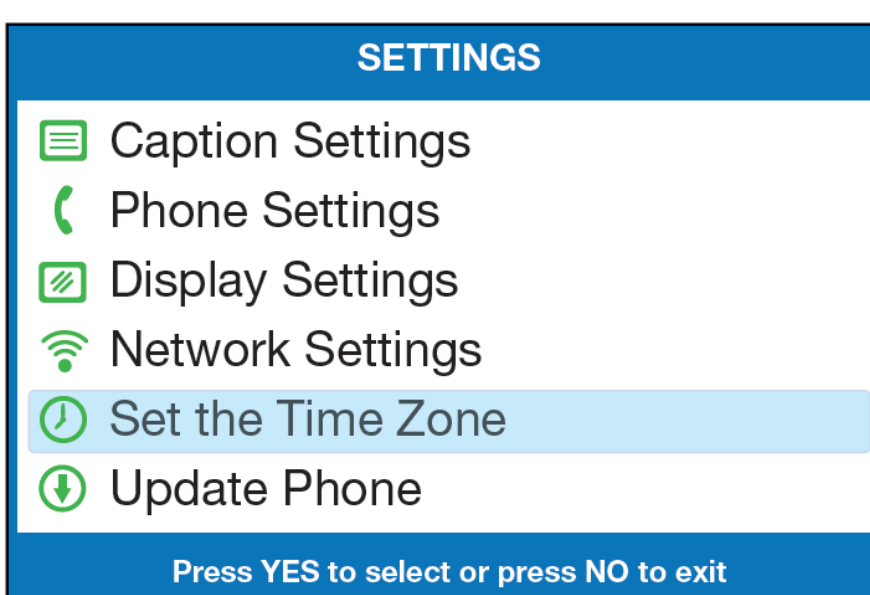 SETTINGS
Caption Settings
Phone Settings
Display Settings
Network Settings
Set the Time Zone
Update Phone
Press YES to select or press NO to exit